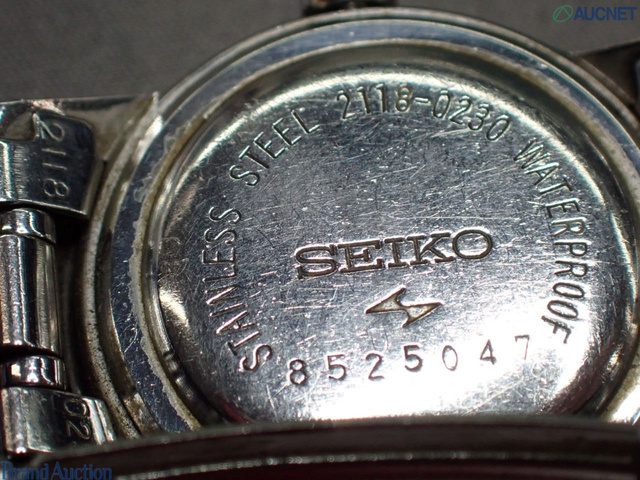 AUCNET
STAINLESS STEEL 2118-0230 WATERPROOF
SEIKO
8525047
2118
02
Brand Auction